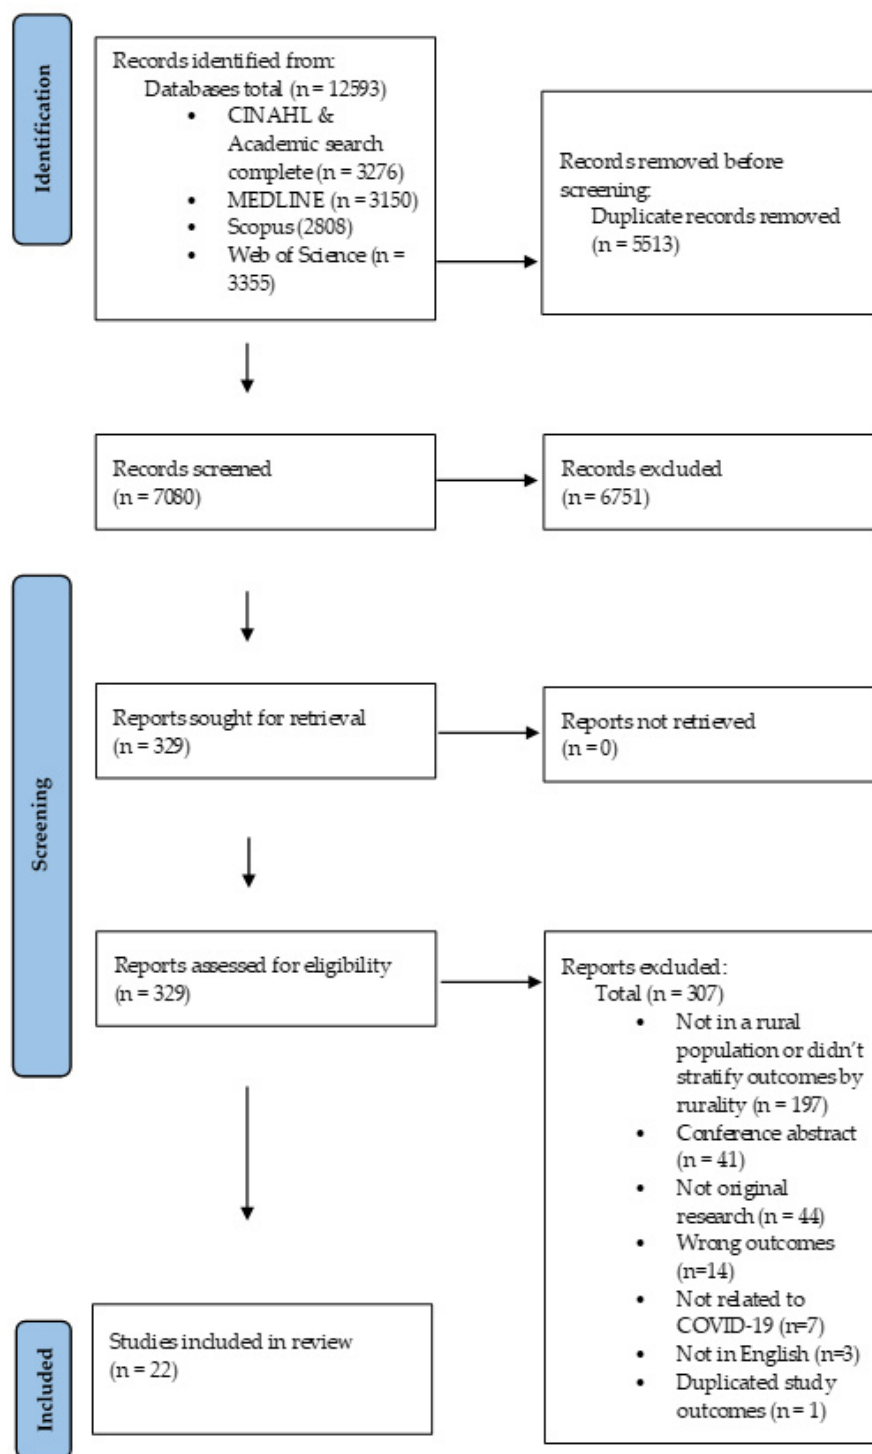 Identification
Records identified from:
Databases total (n = 12593)
• CINAHL &
Academic search
complete (n = 3276)
• MEDLINE (n = 3150)
• Scopus (2808)
• Web of Science (n =
3355)
Records removed before
screening:
Duplicate records removed
(n = 5513)
Records screened
(n = 7080)
Records excluded
(n = 6751)
Screening
Reports sought for retrieval
(n = 329)
Reports not retrieved
(n = 0)
Reports assessed for eligibility
(n = 329)
Reports excluded:
Total (n = 307)
• Not in a rural
population or didn't
stratify outcomes by
rurality (n = 197)
• Conference abstract
(n = 41)
• Not original
research (n = 44)
• Wrong outcomes
(n=14)
• Not related to
COVID-19 (n=7)
• Not in English (n=3)
• Duplicated study
outcomes (n = 1)
Included
Studies included in review
(n = 22)